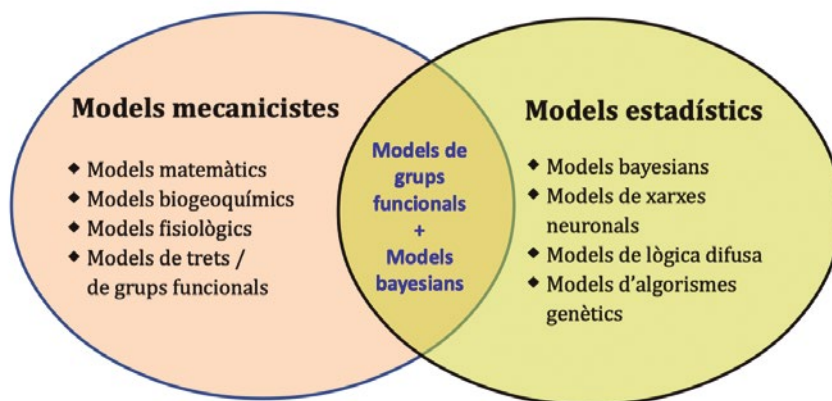 Models mecanicistes
◆ Models matemàtics
◆ Models biogeoquímics
◆ Models fisiològics
◆ Models de trets /
de grups funcionals
Models de
grups
funcionals
+
Models
bayesians
Models estadístics
◆ Models bayesians
◆ Models de xarxes
neuronals
◆ Models de lògica difusa
◆ Models d’algorismes
genètics